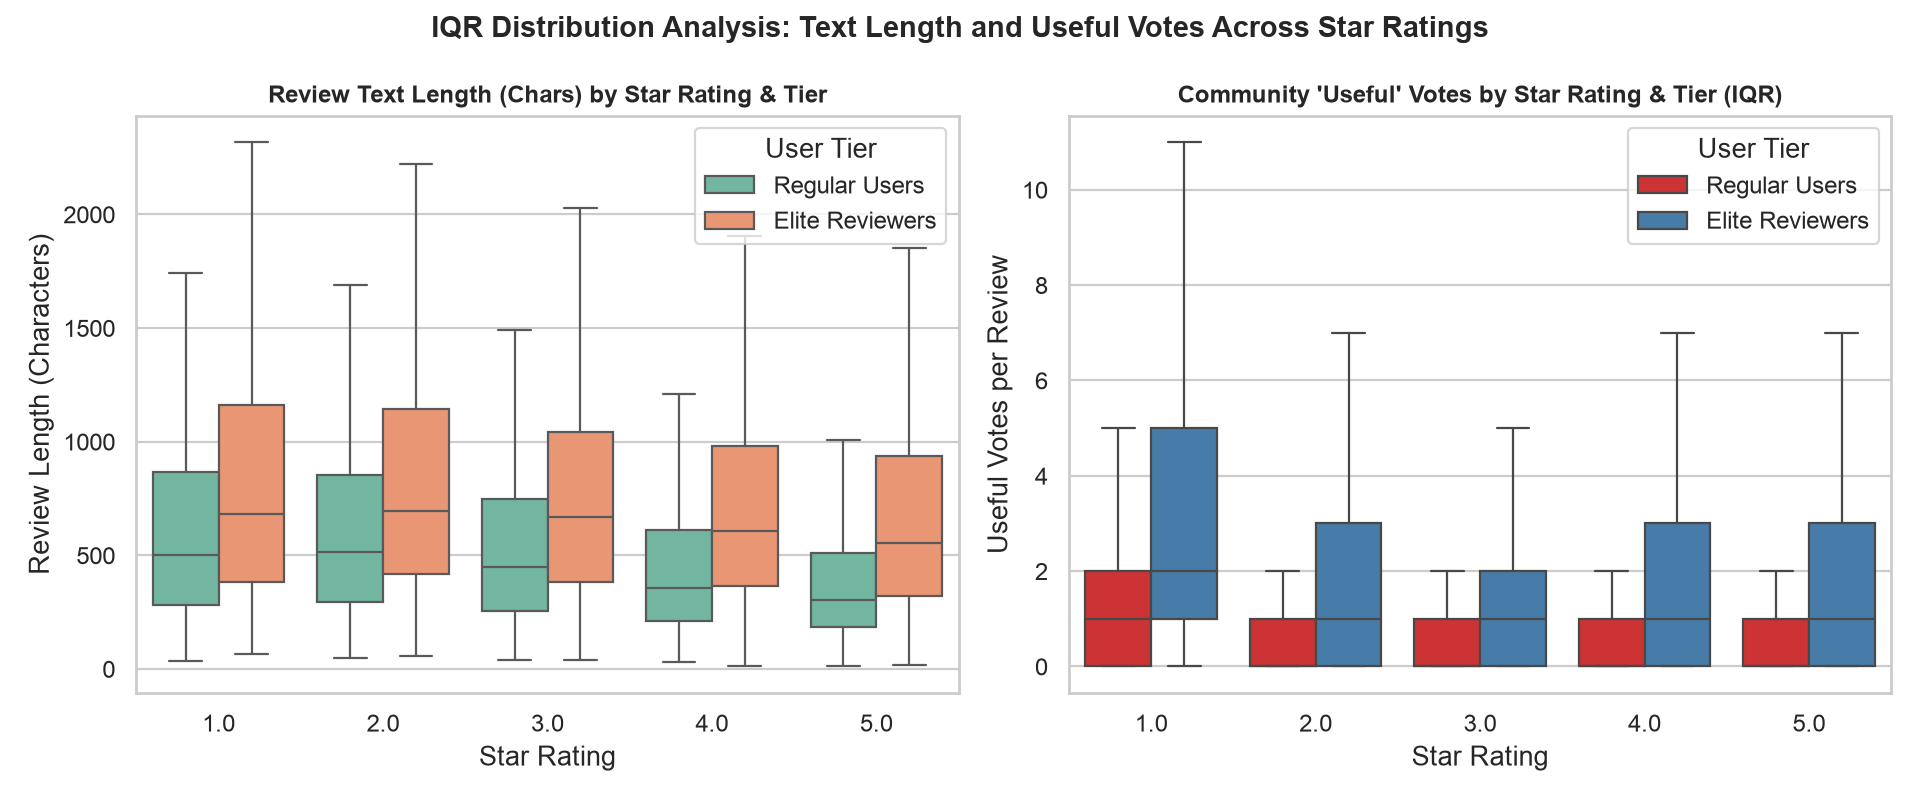 IQR Distribution Analysis: Text Length and Useful Votes Across Star Ratings
Review Text Length (Chars) by Star Rating & Tier
User Tier
Regular Users
Elite Reviewers
Review Length (Characters)
2000
1500
1000
500
0
1.0 2.0 3.0 4.0 5.0
Star Rating
Community 'Useful' Votes by Star Rating & Tier (IQR)
User Tier
Regular Users
Elite Reviewers
Useful Votes per Review
10
8
6
4
2
0
1.0 2.0 3.0 4.0 5.0
Star Rating